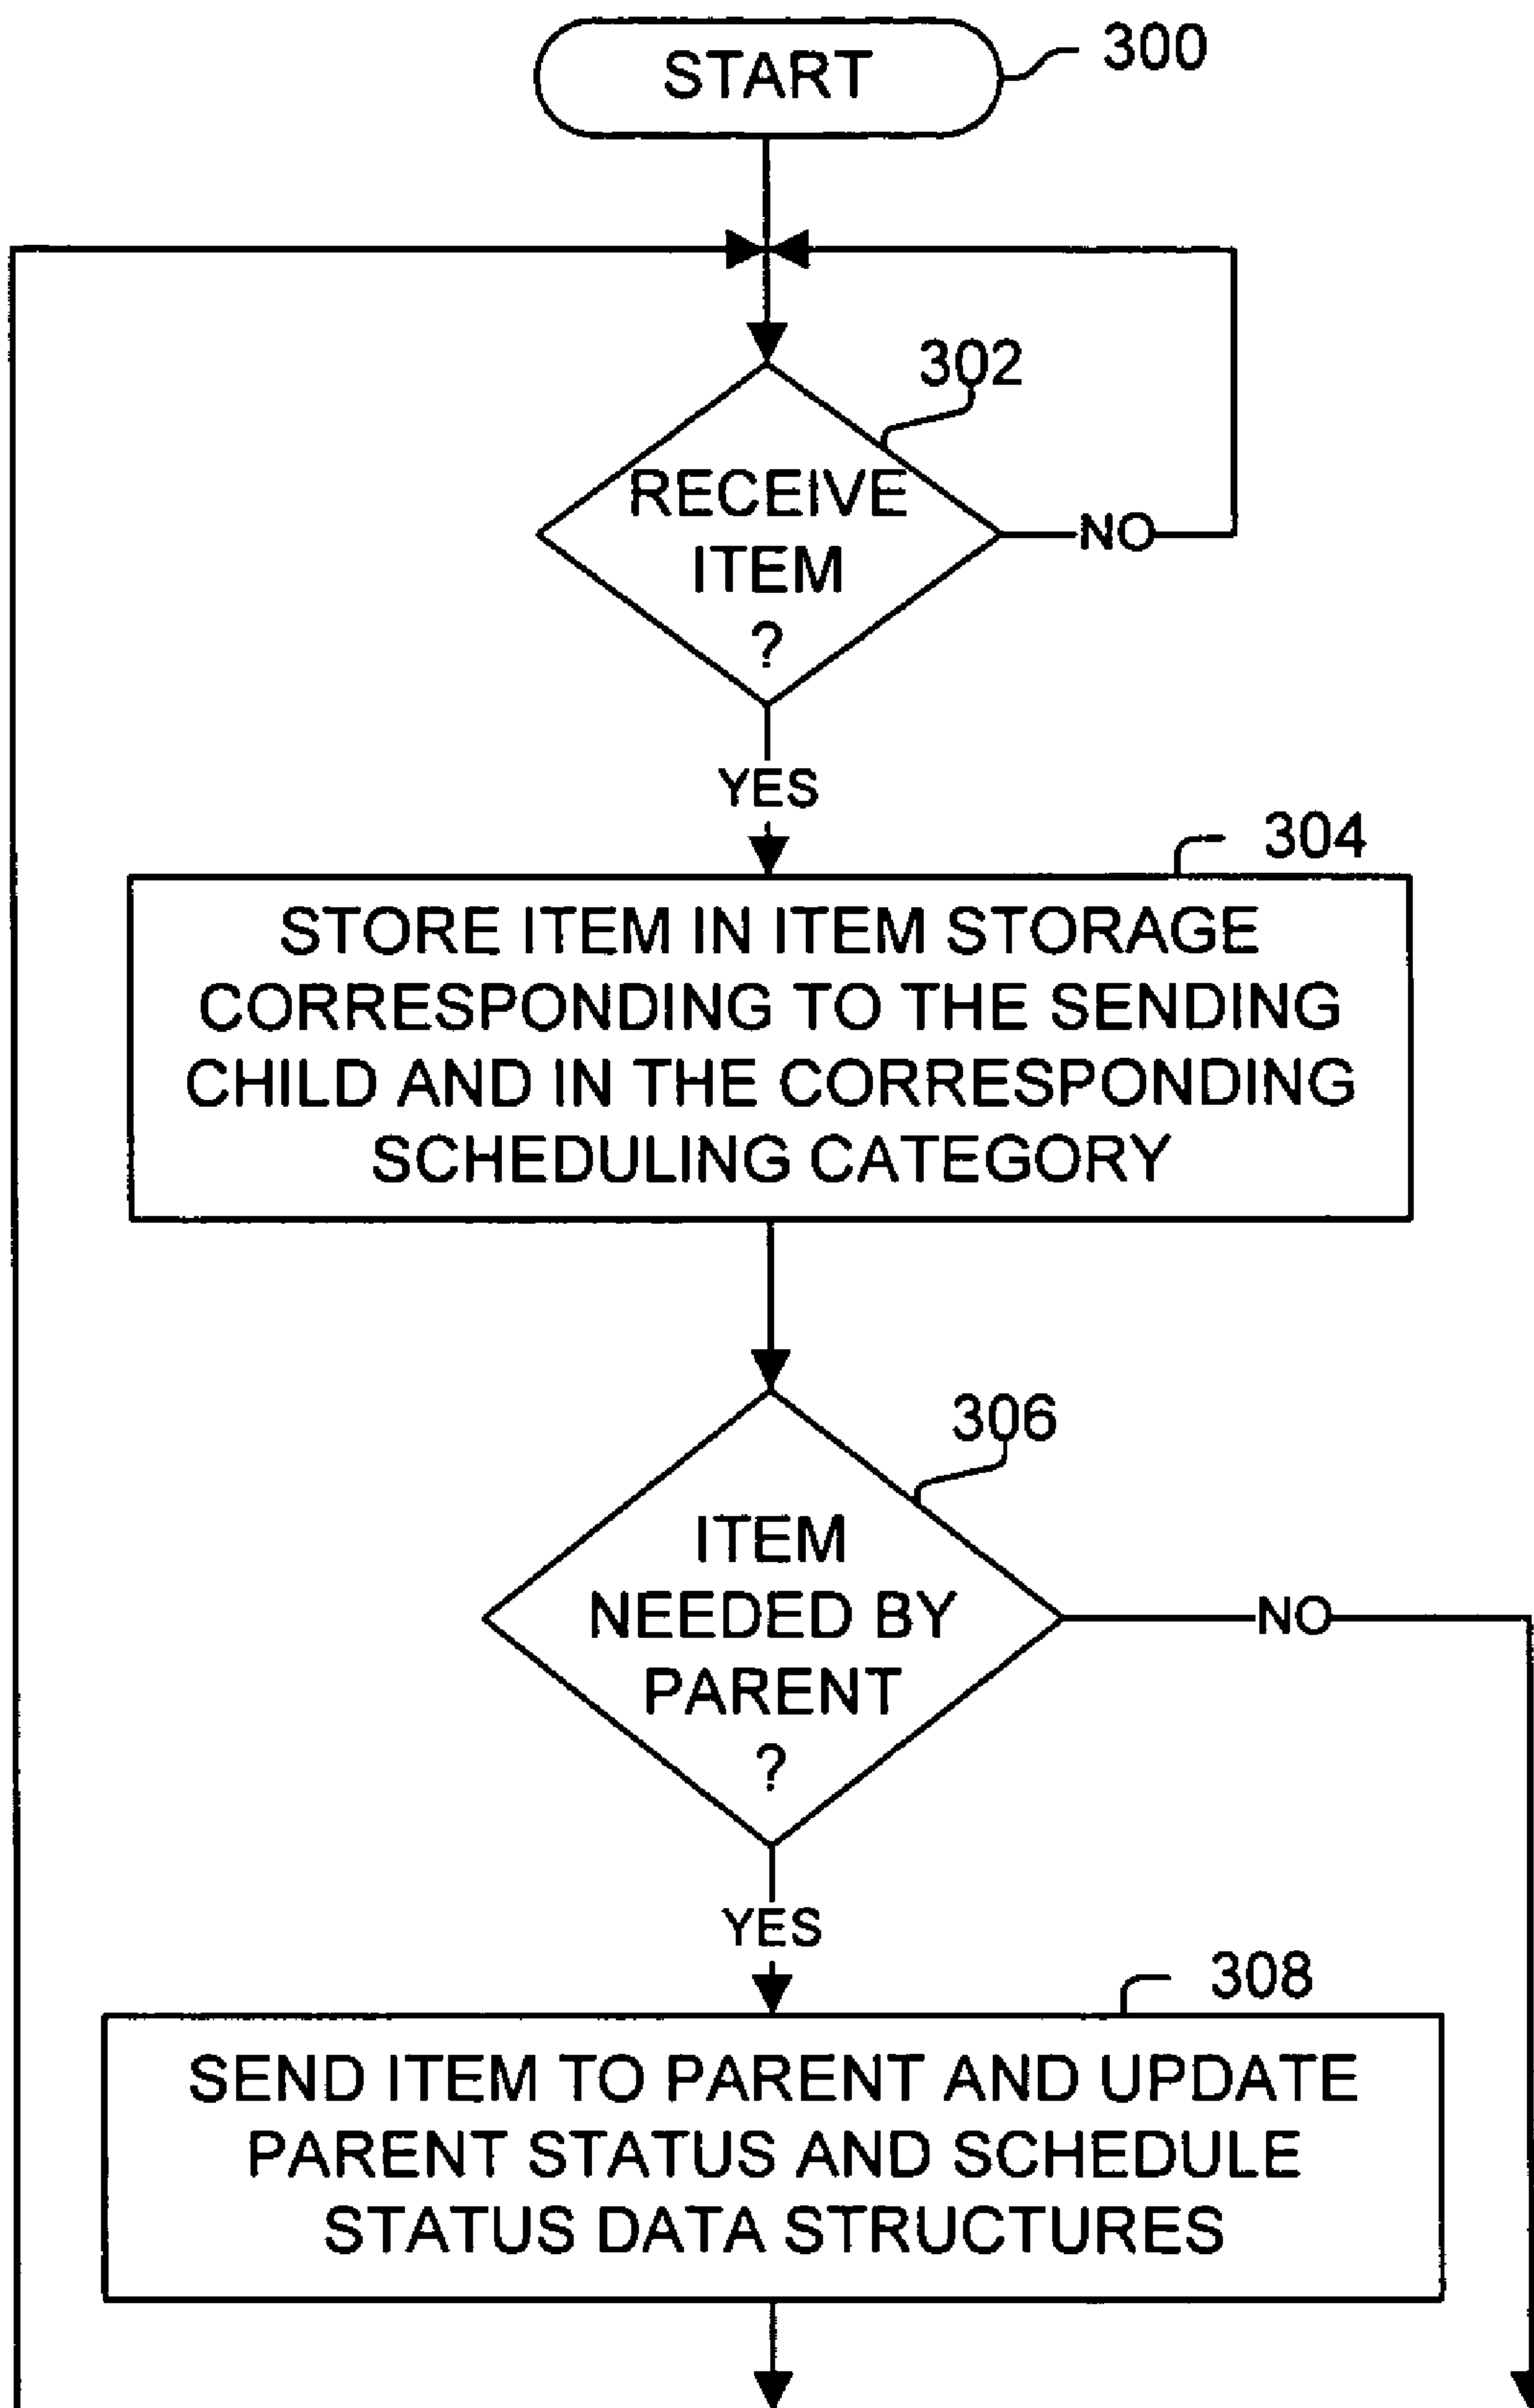 START
300
302
RECEIVE
ITEM
?
NO
YES
304
STORE ITEM IN ITEM STORAGE
CORRESPONDING TO THE SENDING
CHILD AND IN THE CORRESPONDING
SCHEDULING CATEGORY
306
ITEM
NEEDED BY
PARENT
?
NO
YES
308
SEND ITEM TO PARENT AND UPDATE
PARENT STATUS AND SCHEDULE
STATUS DATA STRUCTURES